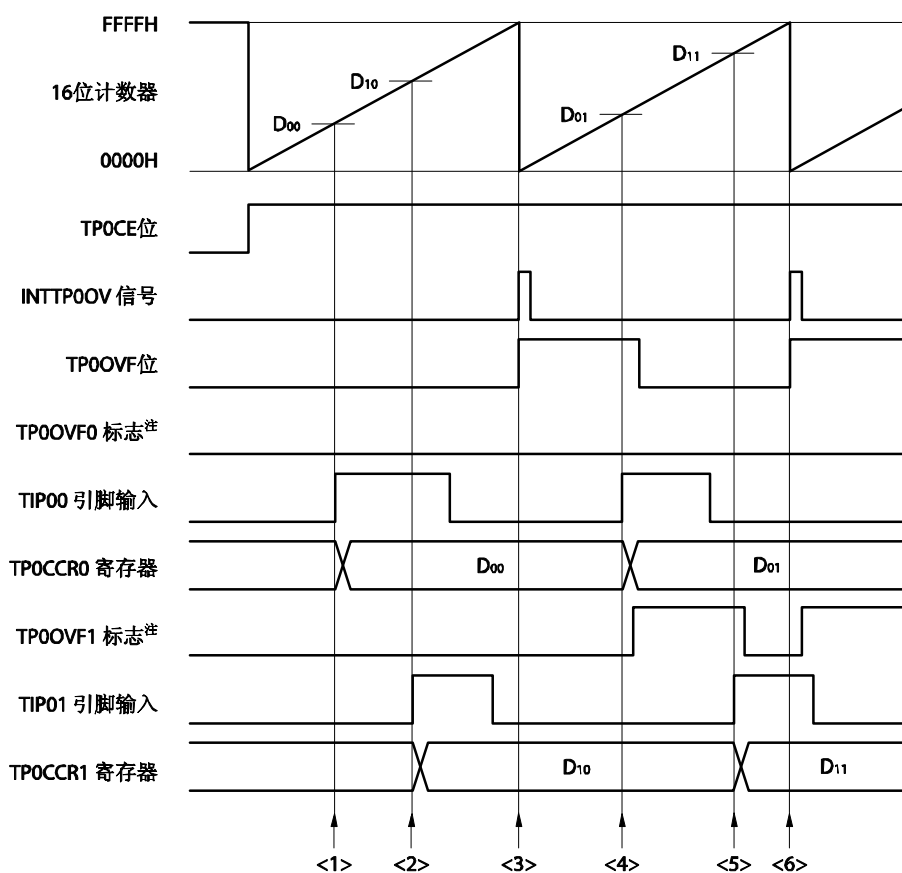 FFFFH
D11
D10
16位计数器
D00
D01
0000H
TP0CE位
INTTP0OV 信号
TP0OVF位
TP0OVF0 标志注
TIP00 引脚输入
TP0CCR0 寄存器
D00
D01
TP0OVF1 标志注
TIP01 引脚输入
TP0CCR1 寄存器
D10
D11
<1> <2> <3> <4> <5> <6>